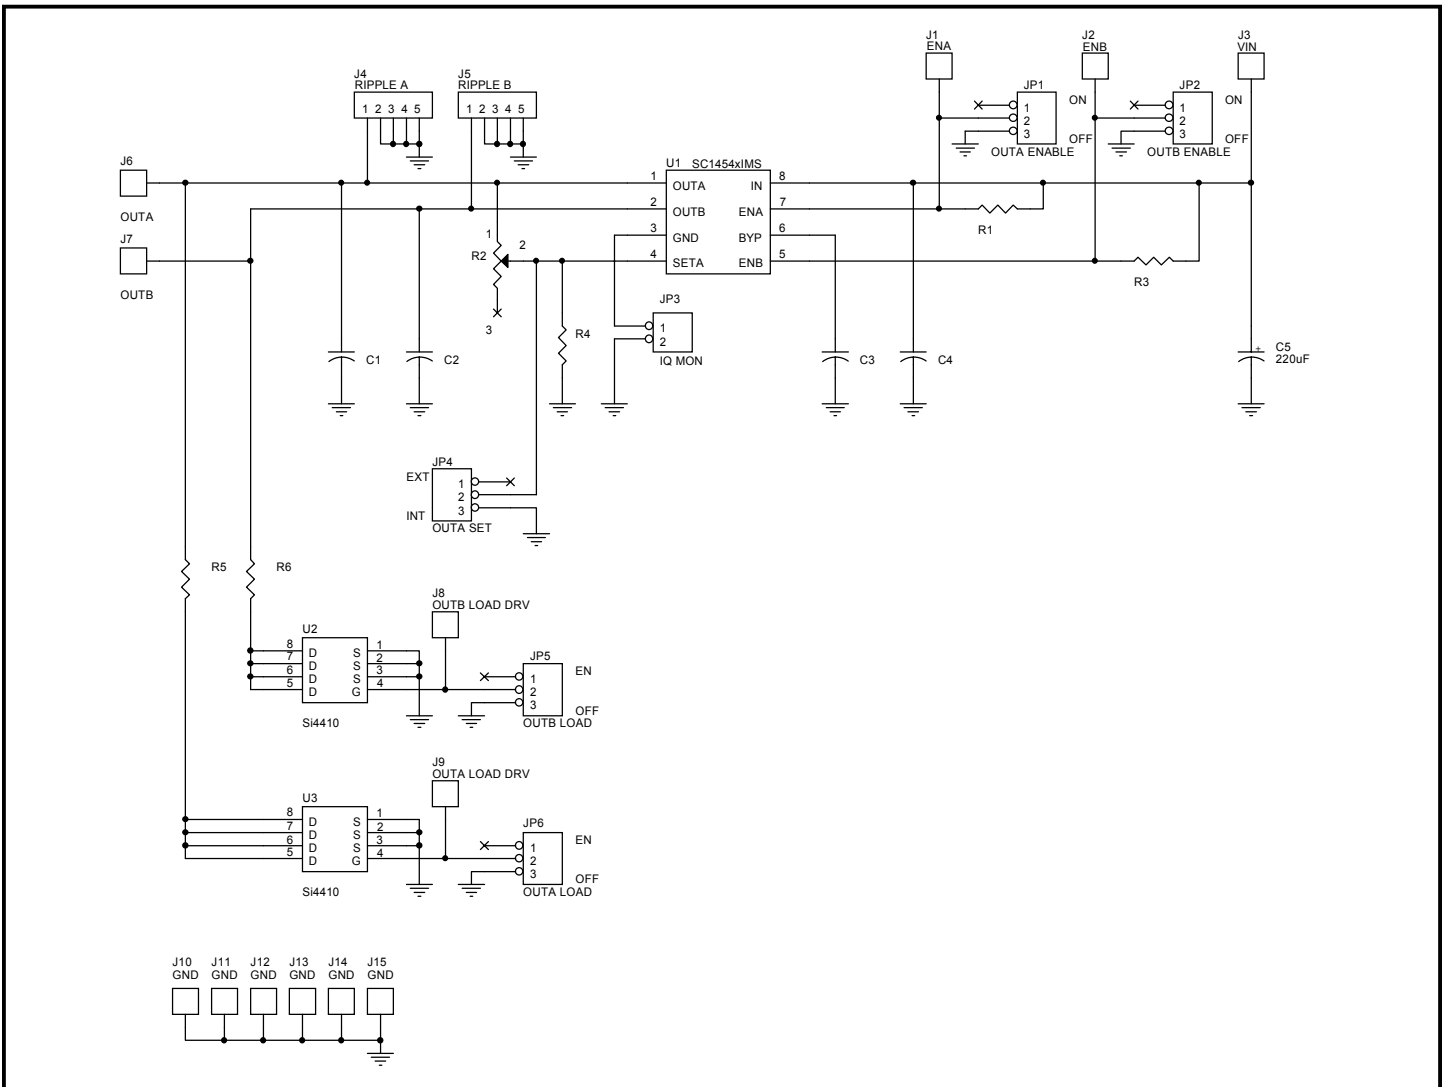 J1
ENA
J2
ENB
J3
VIN
J4
RIPPLE A
J5
RIPPLE B
JP1
JP2
ON
ON
1 2 3 4 5
1 2 3 4 5
1
2
3
1
2
3
OFF
OFF
OUTA ENABLE
OUTB ENABLE
J6
OUTA
J7
OUTB
U1
SC1454xIMS
1
OUTA
IN
8
2
OUTB
ENA
7
3
GND
BYP
6
4
SETA
ENB
5
R1
R3
1
2
R2
3
R4
JP3
1
2
IQ MON
C1
C2
C3
C4
+
C5
220uF
JP4
EXT
1
2
3
INT
OUTA SET
R5
R6
J8
OUTB LOAD DRV
U2
8 D S 1
7 D S 2
6 D S 3
5 D G 4
Si4410
JP5
EN
1
2
3
OFF
OUTB LOAD
J9
OUTA LOAD DRV
U3
8 D S 1
7 D S 2
6 D S 3
5 D G 4
Si4410
JP6
EN
1
2
3
OFF
OUTA LOAD
J10
GND
J11
GND
J12
GND
J13
GND
J14
GND
J15
GND